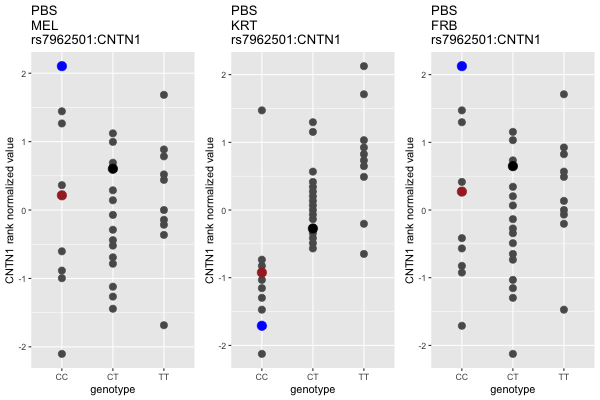 PBS
MEL
rs7962501:CNTN1
CNTN1 rank normalized value
2
1
0
-1
-2
CC
CT
TT
genotype
PBS
KRT
rs7962501:CNTN1
CNTN1 rank normalized value
2
1
0
-1
-2
CC
CT
TT
genotype
PBS
FRB
rs7962501:CNTN1
CNTN1 rank normalized value
2
1
0
-1
-2
CC
CT
TT
genotype